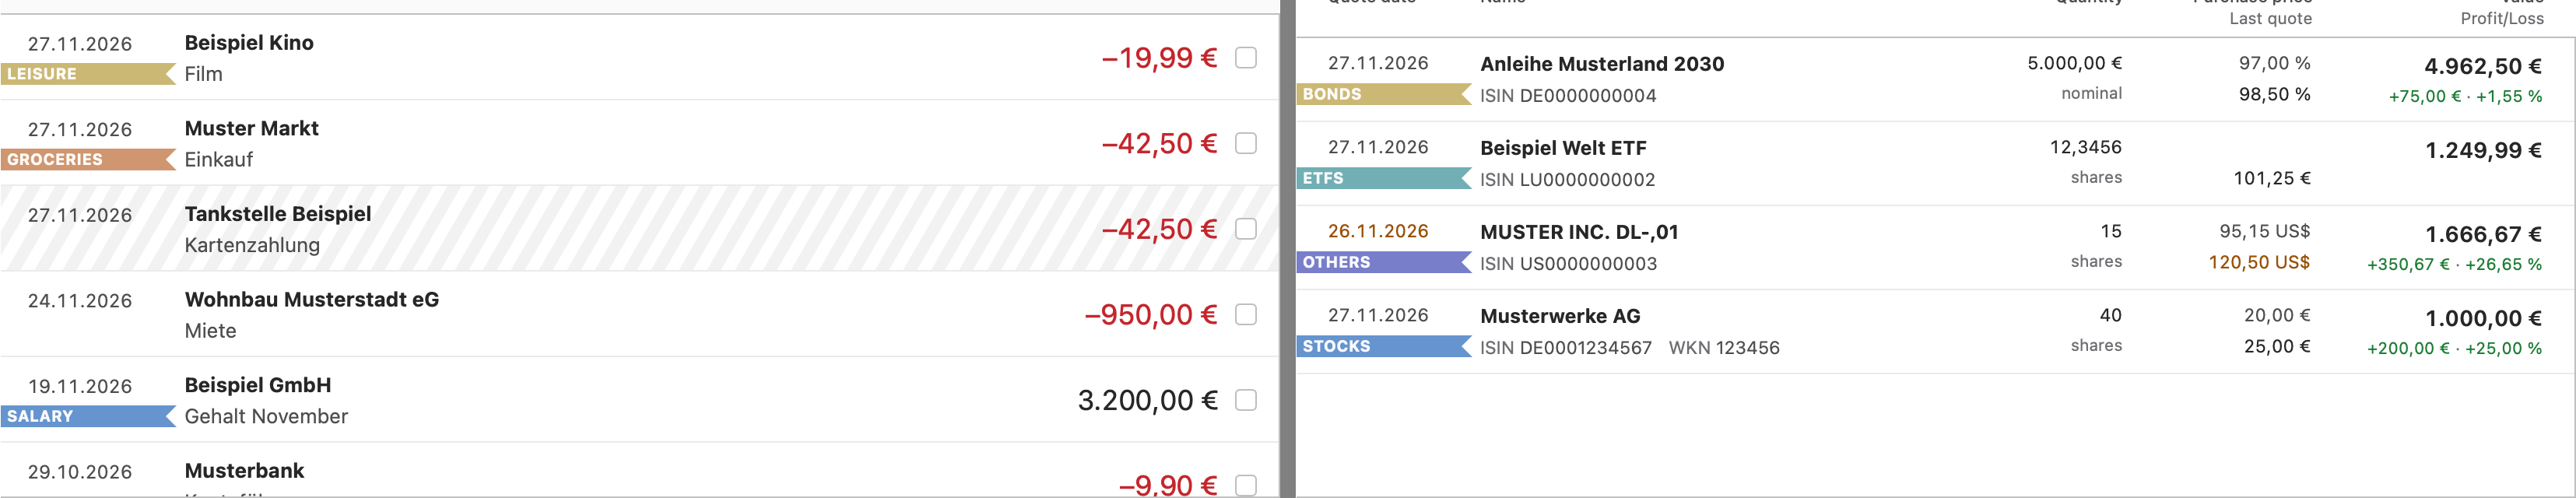 27.11.2026 Beispiel Kino –19,99 €
LEISURE Film
27.11.2026 Muster Markt –42,50 €
GROCERIES Einkauf
27.11.2026 Tankstelle Beispiel –42,50 €
Kartenzahlung
24.11.2026 Wohnbau Musterstadt eG –950,00 €
Miete
19.11.2026 Beispiel GmbH 3.200,00 €
SALARY Gehalt November
29.10.2026 Musterbank –9,90 €
Last quote Profit/Loss
27.11.2026 Anleihe Musterland 2030 5.000,00 € 97,00 % 4.962,50 €
BONDS ISIN DE0000000004 nominal 98,50 % +75,00 € · +1,55 %
27.11.2026 Beispiel Welt ETF 12,3456 1.249,99 €
ETFS ISIN LU0000000002 shares 101,25 €
26.11.2026 MUSTER INC. DL-,01 15 95,15 US$ 1.666,67 €
OTHERS ISIN US0000000003 shares 120,50 US$ +350,67 € · +26,65 %
27.11.2026 Musterwerke AG 40 20,00 € 1.000,00 €
STOCKS ISIN DE0001234567 WKN 123456 shares 25,00 € +200,00 € · +25,00 %